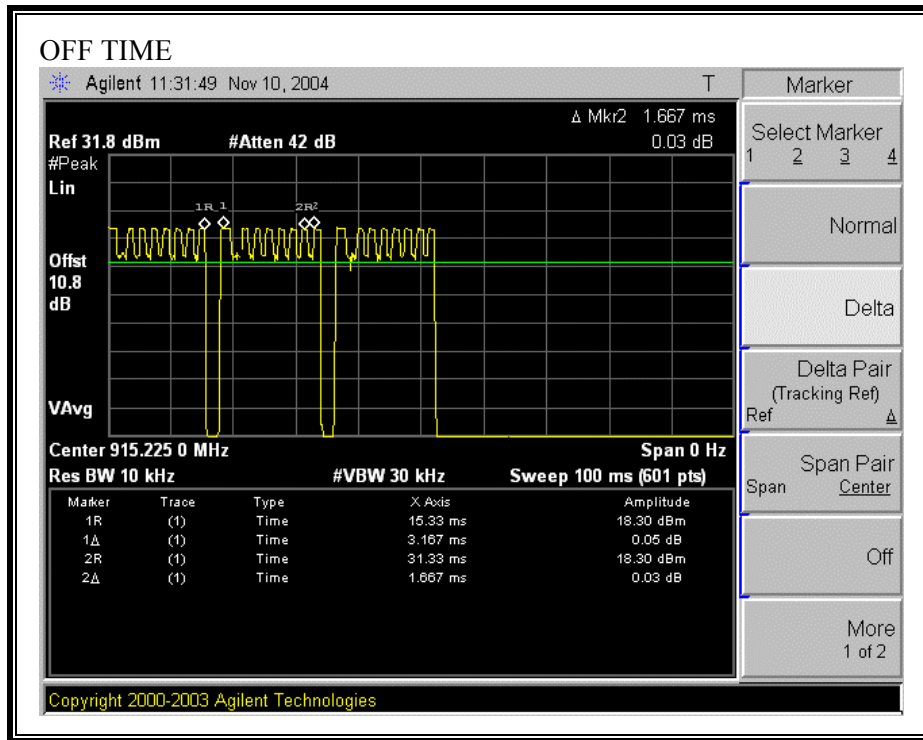 OFF TIME
Agilent 11:31:49 Nov 10, 2004 T
Δ Mkr2 1.667 ms
Ref 31.8 dBm #Atten 42 dB 0.03 dB
#Peak
Lin
1R 1 2R 2
Offst
10.8
dB
VAvg
Center 915.225 0 MHz Span 0 Hz
Res BW 10 kHz #VBW 30 kHz Sweep 100 ms (601 pts)
Marker Trace Type X Axis Amplitude
1R (1) Time 15.33 ms 18.30 dBm
1Δ (1) Time 3.167 ms 0.05 dB
2R (1) Time 31.33 ms 18.30 dBm
2Δ (1) Time 1.667 ms 0.03 dB
Copyright 2000-2003 Agilent Technologies
Marker
Select Marker
1 2 3 4
Normal
Delta
Delta Pair
(Tracking Ref)
Ref Δ
Span Pair
Span Center
Off
More
1 of 2